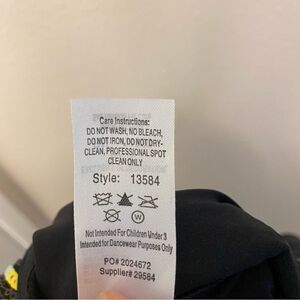 Care Instructions:
DO NOT WASH, NO BLEACH,
DO NOT IRON, DO NOT DRY-
CLEAN, PROFESSIONAL SPOT
CLEAN ONLY
Style: 13584
W
Not Intended For Children Under 3
Intended for Dancewear Purposes Only
PO# 2024672
Supplier# 29584